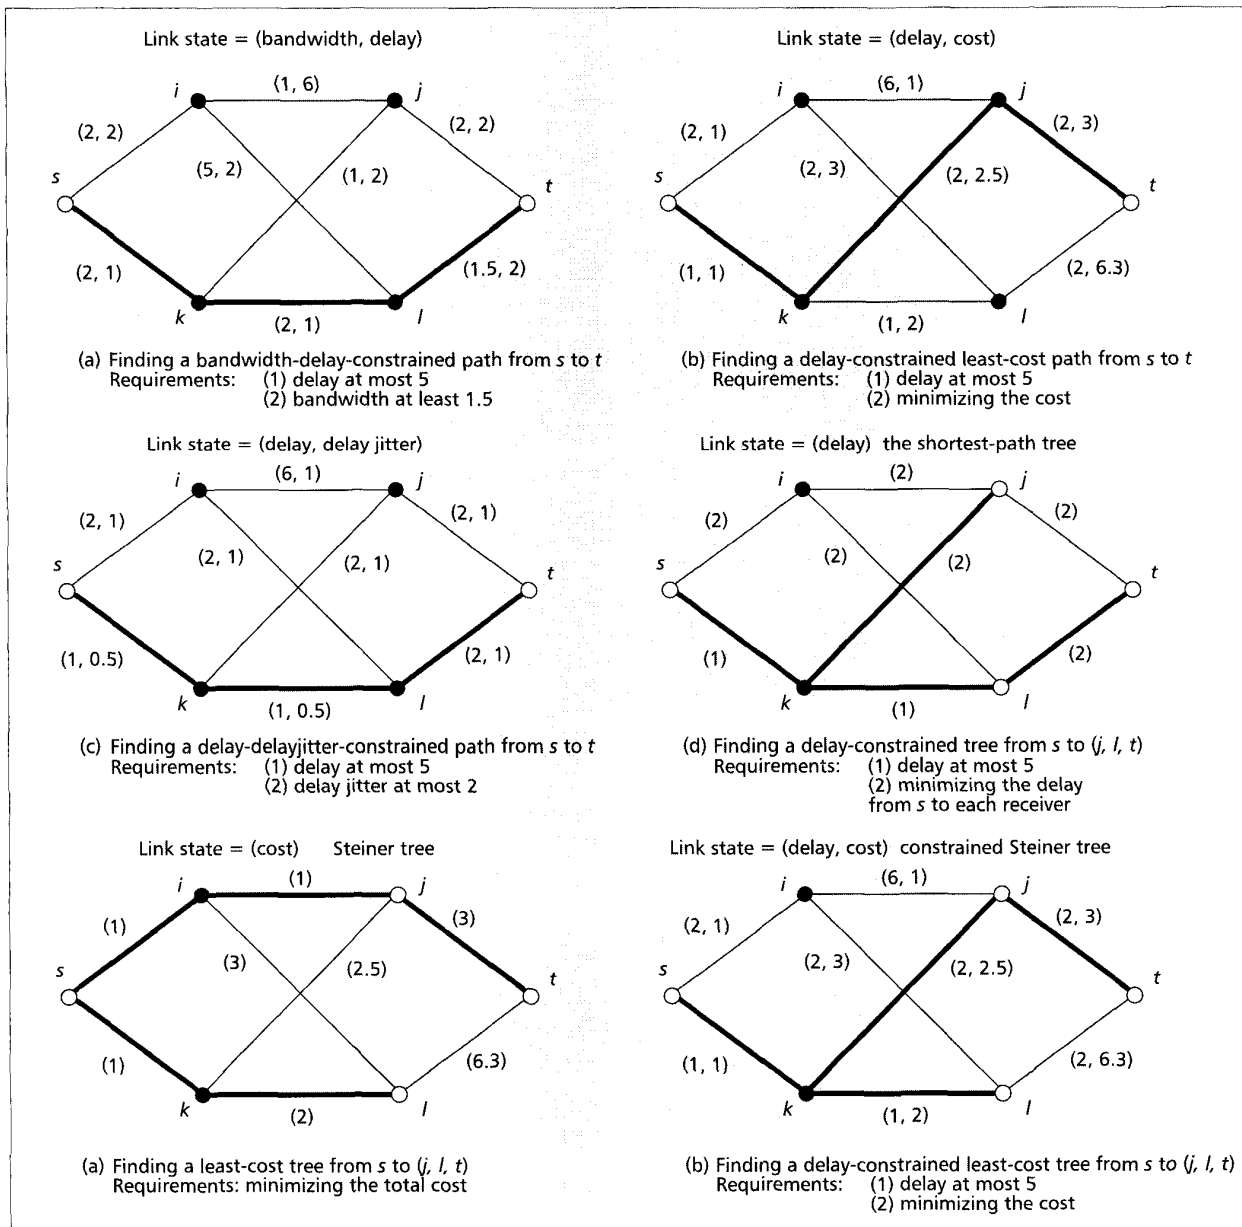 Link state = (bandwidth, delay)
i
(1, 6)
j
(2, 2)
(2, 2)
(5, 2)
(1, 2)
s
t
(2, 1)
(1.5, 2)
k
(2, 1)
l
(a) Finding a bandwidth-delay-constrained path from s to t
Requirements: (1) delay at most 5
(2) bandwidth at least 1.5
Link state = (delay, cost)
i
(6, 1)
j
(2, 1)
(2, 3)
(2, 3)
(2, 2.5)
s
t
(1, 1)
(2, 6.3)
k
(1, 2)
l
(b) Finding a delay-constrained least-cost path from s to t
Requirements: (1) delay at most 5
(2) minimizing the cost
Link state = (delay, delay jitter)
i
(6, 1)
j
(2, 1)
(2, 1)
(2, 1)
(2, 1)
s
t
(1, 0.5)
(2, 1)
k
(1, 0.5)
l
(c) Finding a delay-delayjitter-constrained path from s to t
Requirements: (1) delay at most 5
(2) delay jitter at most 2
Link state = (delay) the shortest-path tree
i
(2)
j
(2)
(2)
(2)
(2)
s
t
(1)
(2)
k
(1)
l
(d) Finding a delay-constrained tree from s to (j, l, t)
Requirements: (1) delay at most 5
(2) minimizing the delay
from s to each receiver
Link state = (cost) Steiner tree
i
(1)
j
(1)
(3)
(3)
(2.5)
s
t
(1)
(6.3)
k
(2)
l
(a) Finding a least-cost tree from s to (j, l, t)
Requirements: minimizing the total cost
Link state = (delay, cost) constrained Steiner tree
i
(6, 1)
j
(2, 1)
(2, 3)
(2, 3)
(2, 2.5)
s
t
(1, 1)
(2, 6.3)
k
(1, 2)
l
(b) Finding a delay-constrained least-cost tree from s to (j, l, t)
Requirements: (1) delay at most 5
(2) minimizing the cost